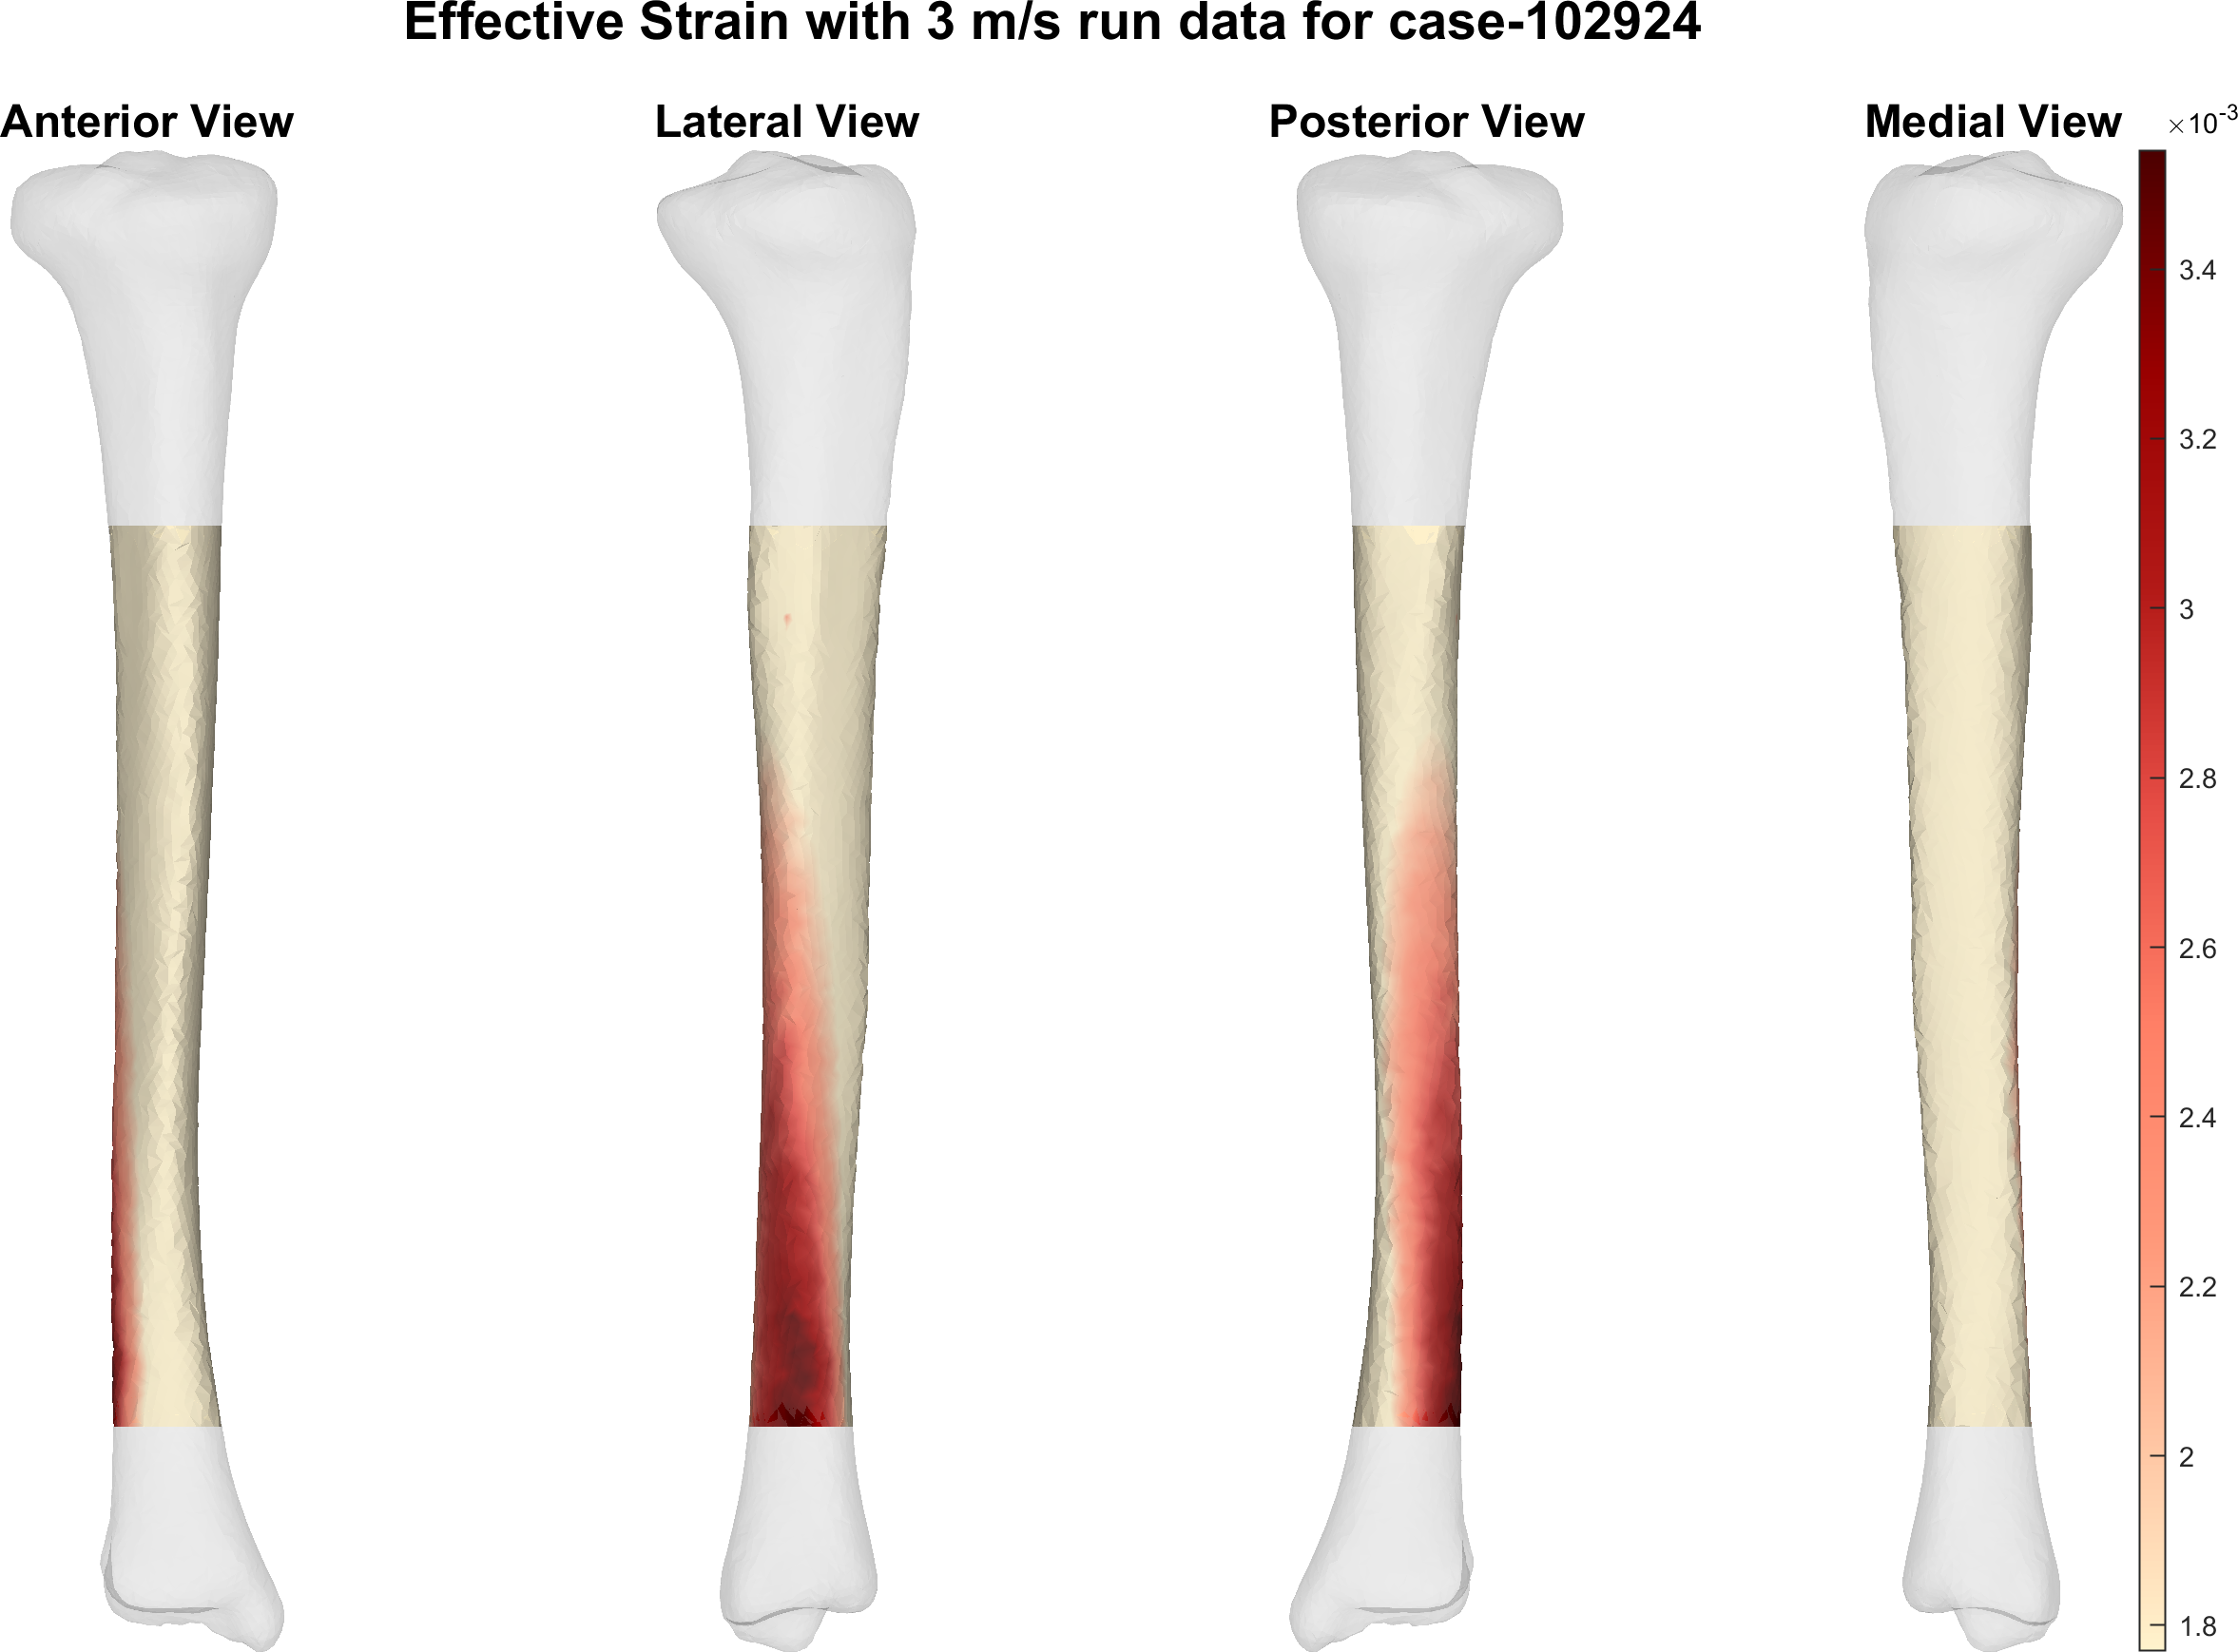 Effective Strain with 3 m/s run data for case-102924
Anterior View
Lateral View
Posterior View
Medial View
×10-3
3.4
3.2
3
2.8
2.6
2.4
2.2
2
1.8